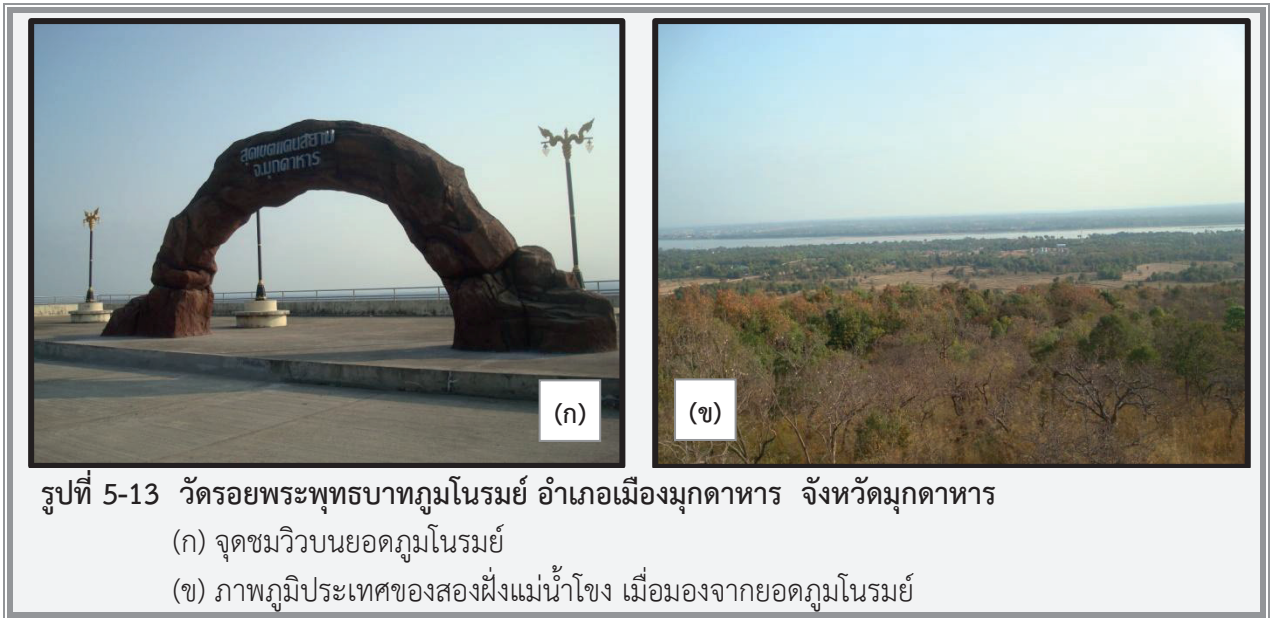 สุดเขตแดนสยาม
จ.มุกดาหาร
(ก)
(ข)
รูปที่ 5-13 วัดรอยพระพุทธบาทภูมโนรมย์ อำเภอเมืองมุกดาหาร จังหวัดมุกดาหาร
(ก) จุดชมวิวบนยอดภูมโนรมย์
(ข) ภาพภูมิประเทศของสองฝั่งแม่น้ำโขง เมื่อมองจากยอดภูมโนรมย์